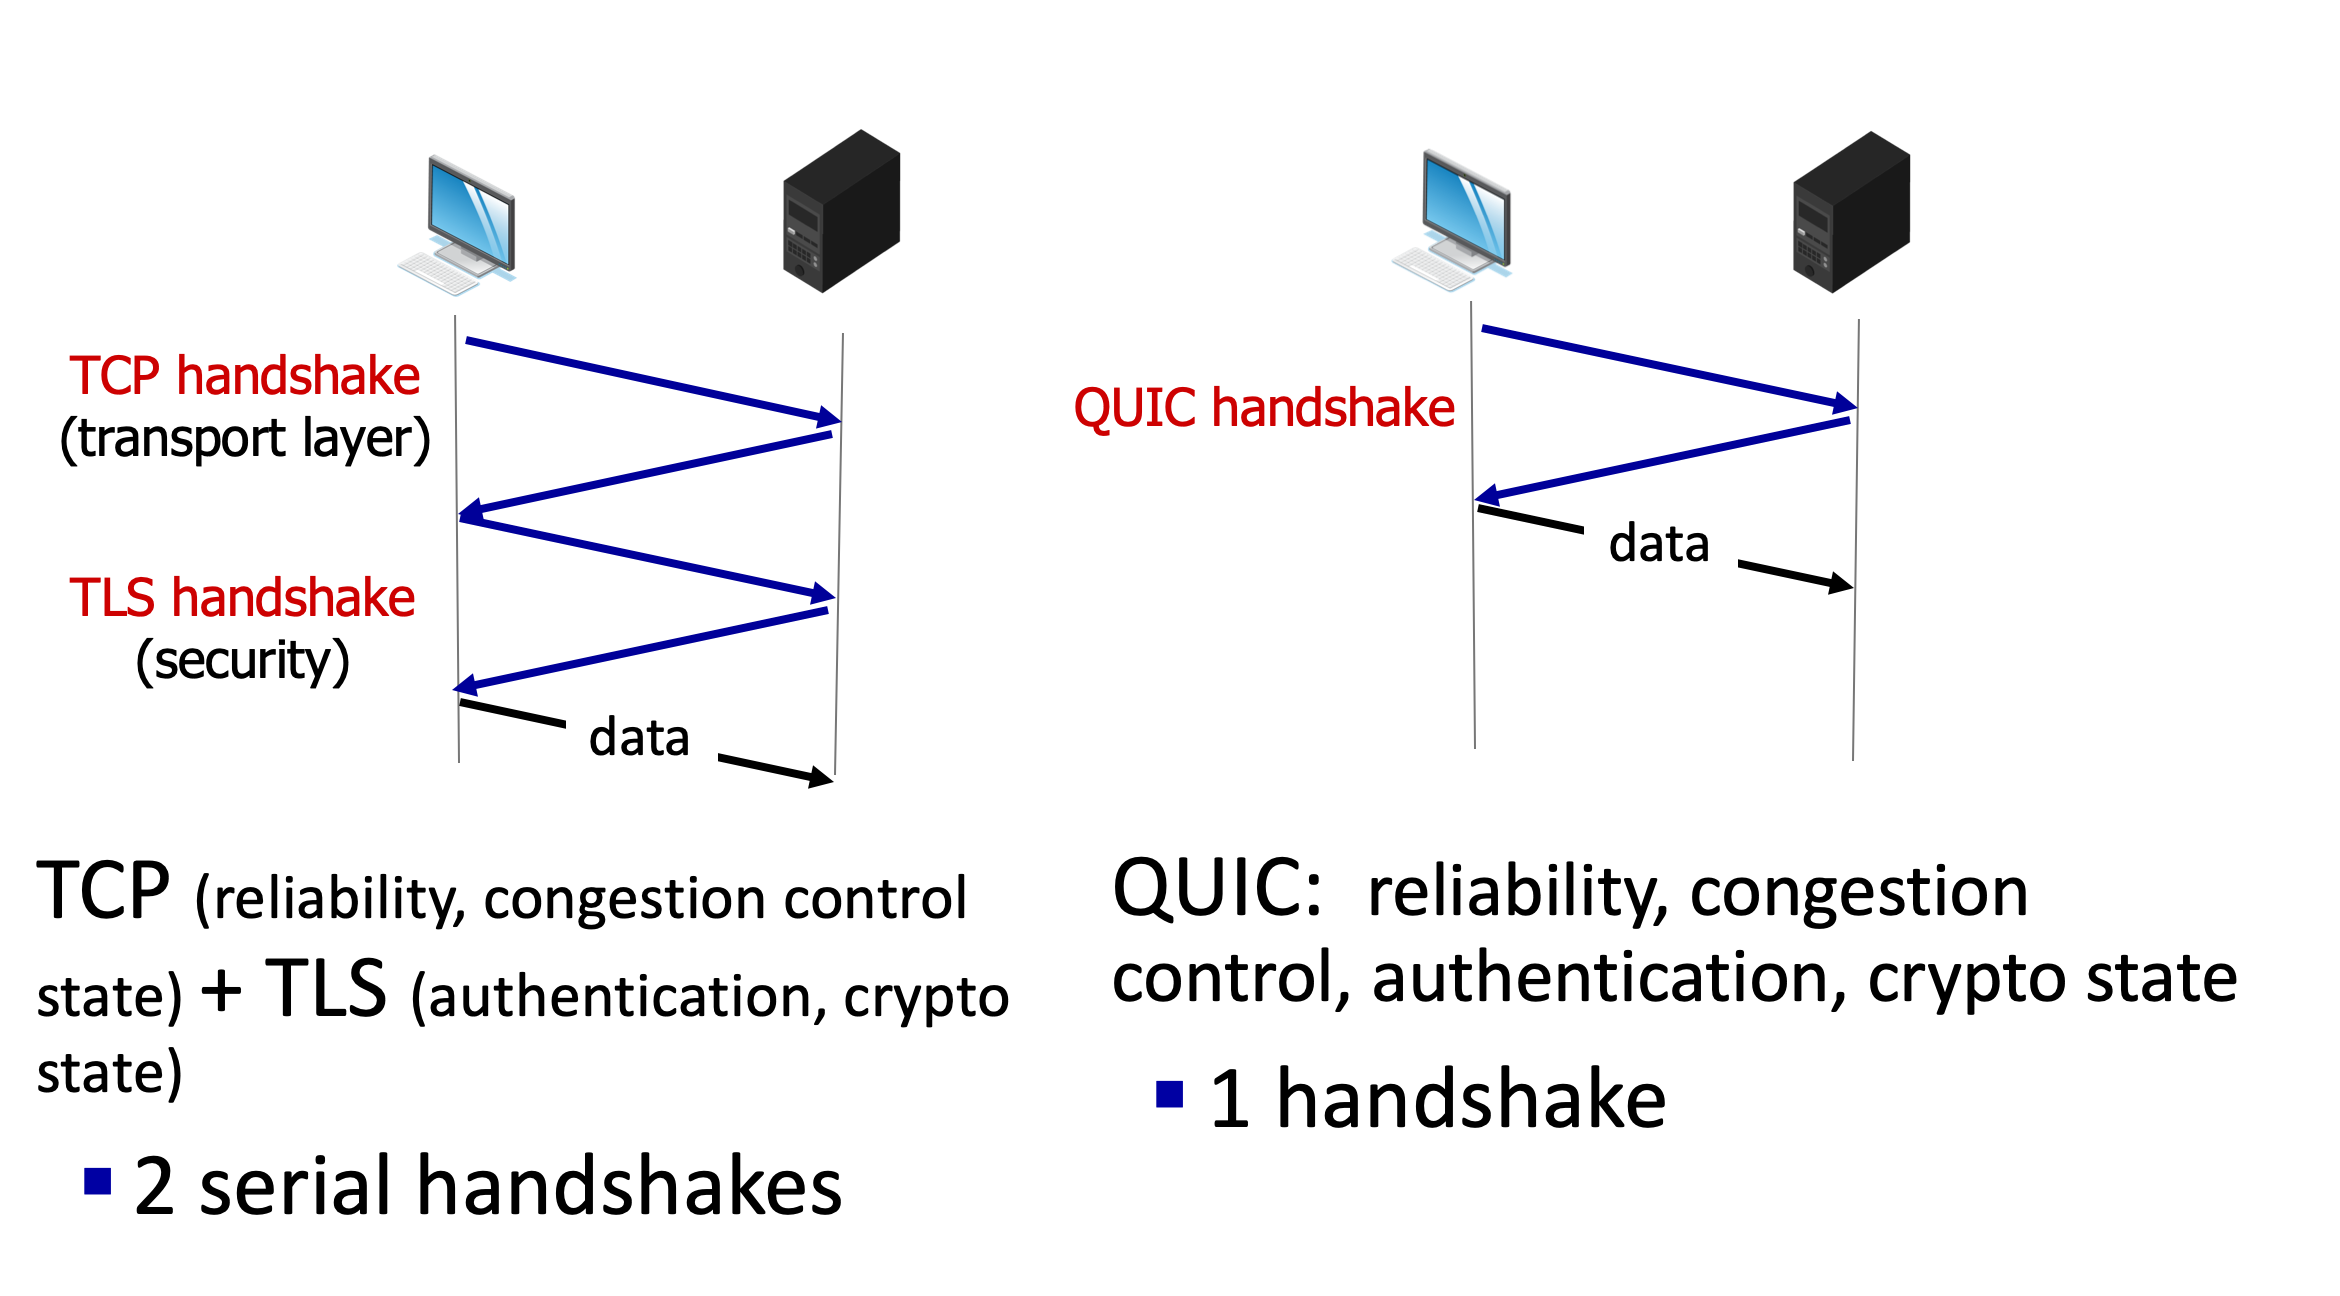 TCP handshake
(transport layer)
TLS handshake
(security)
data
TCP (reliability, congestion control
state) + TLS (authentication, crypto
state)
▪ 2 serial handshakes
QUIC handshake
data
QUIC: reliability, congestion
control, authentication, crypto state
▪ 1 handshake